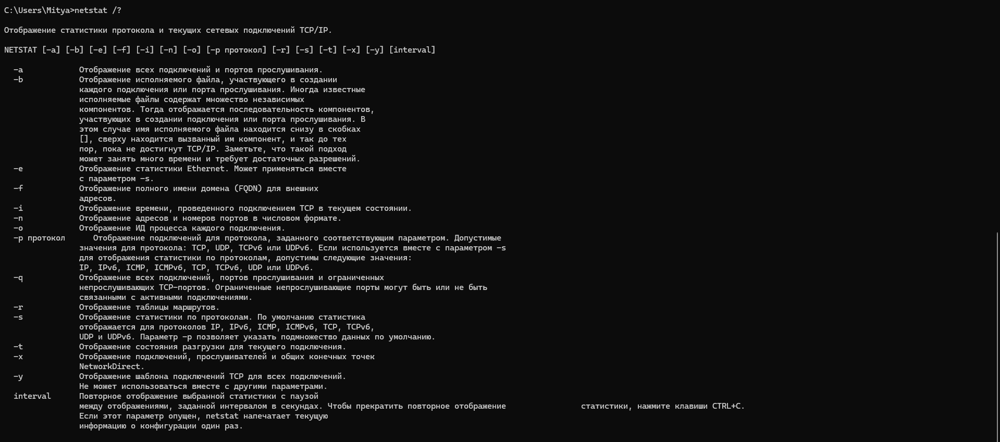 C:\Users\Mitya>netstat /?
Отображение статистики протокола и текущих сетевых подключений TCP/IP.
NETSTAT [-a] [-b] [-e] [-f] [-i] [-n] [-o] [-p протокол] [-r] [-s] [-t] [-x] [-y] [interval]
-a Отображение всех подключений и портов прослушивания.
-b Отображение исполняемого файла, участвующего в создании
каждого подключения или порта прослушивания. Иногда известные
исполняемые файлы содержат множество независимых
компонентов. Тогда отображается последовательность компонентов,
участвующих в создании подключения или порта прослушивания. В
этом случае имя исполняемого файла находится снизу в скобках
[], сверху находится вызванный им компонент, и так до тех
пор, пока не достигнут TCP/IP. Заметьте, что такой подход
может занять много времени и требует достаточных разрешений.
-e Отображение статистики Ethernet. Может применяться вместе
с параметром -s.
-f Отображение полного имени домена (FQDN) для внешних
адресов.
-i Отображение времени, проведенного подключением TCP в текущем состоянии.
-n Отображение адресов и номеров портов в числовом формате.
-o Отображение ИД процесса каждого подключения.
-p протокол Отображение подключений для протокола, заданного соответствующим параметром. Допустимые
значения для протокола: TCP, UDP, TCPv6 или UDPv6. Если используется вместе с параметром -s
для отображения статистики по протоколам, допустимы следующие значения:
IP, IPv6, ICMP, ICMPv6, TCP, TCPv6, UDP или UDPv6.
-q Отображение всех подключений, портов прослушивания и ограниченных
непрослушивающих TCP-портов. Ограниченные непрослушивающие порты могут быть или не быть
связанными с активными подключениями.
-r Отображение таблицы маршрутов.
-s Отображение статистики по протоколам. По умолчанию статистика
отображается для протоколов IP, IPv6, ICMP, ICMPv6, TCP, TCPv6,
UDP и UDPv6. Параметр -p позволяет указать подмножество данных по умолчанию.
-t Отображение состояния разгрузки для текущего подключения.
-x Отображение подключений, прослушивателей и общих конечных точек
NetworkDirect.
-y Отображение шаблона подключений TCP для всех подключений.
Не может использоваться вместе с другими параметрами.
interval Повторное отображение выбранной статистики с паузой
между отображениями, заданной интервалом в секундах. Чтобы прекратить повторное отображение статистики, нажмите клавиши CTRL+C.
Если этот параметр опущен, netstat напечатает текущую
информацию о конфигурации один раз.